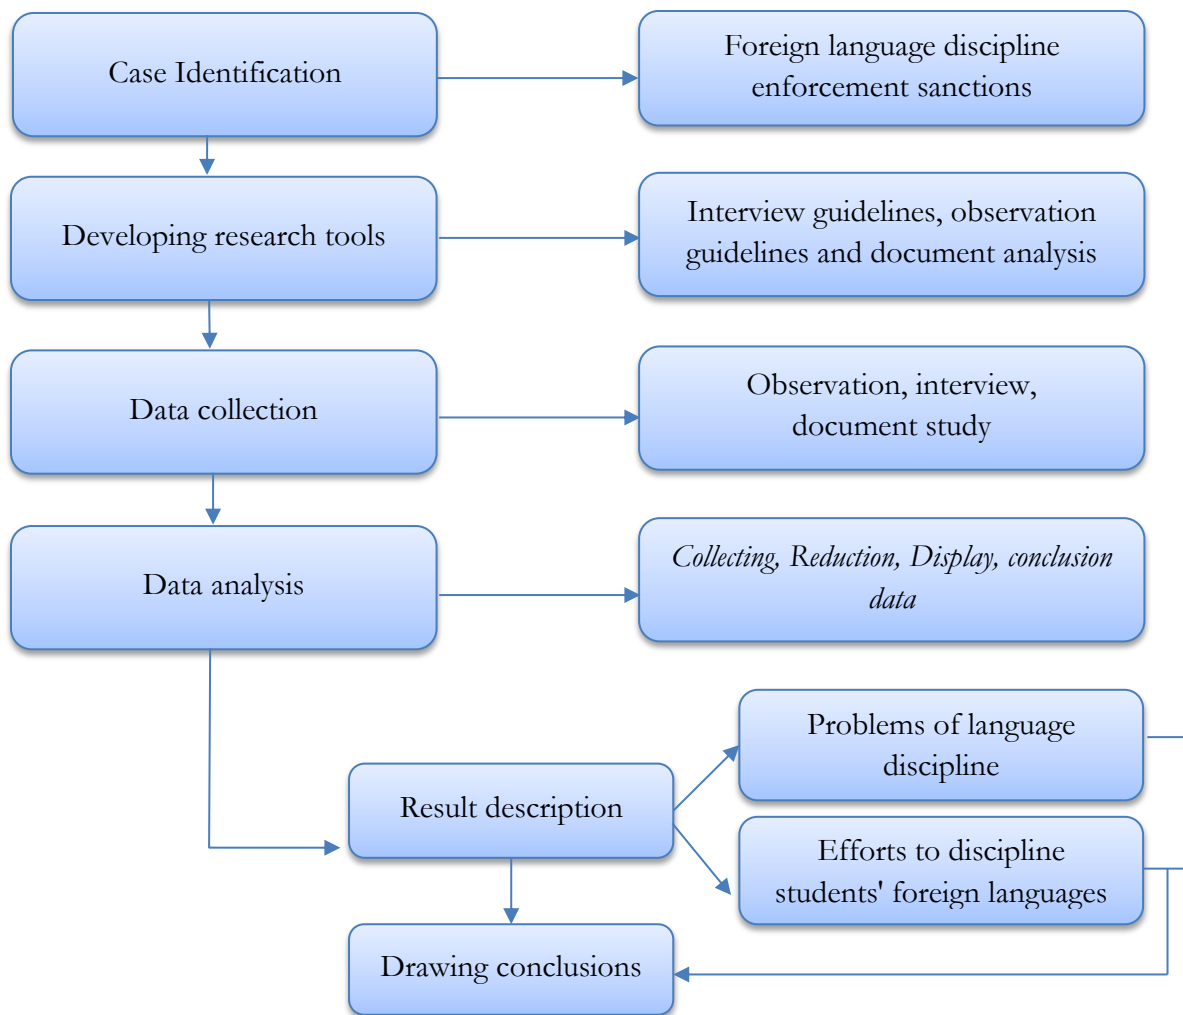 Case Identification
Foreign language discipline
enforcement sanctions
Developing research tools
Interview guidelines, observation
guidelines and document analysis
Data collection
Observation, interview,
document study
Data analysis
Collecting, Reduction, Display, conclusion
data
Problems of language
discipline
Result description
Efforts to discipline
students' foreign languages
Drawing conclusions